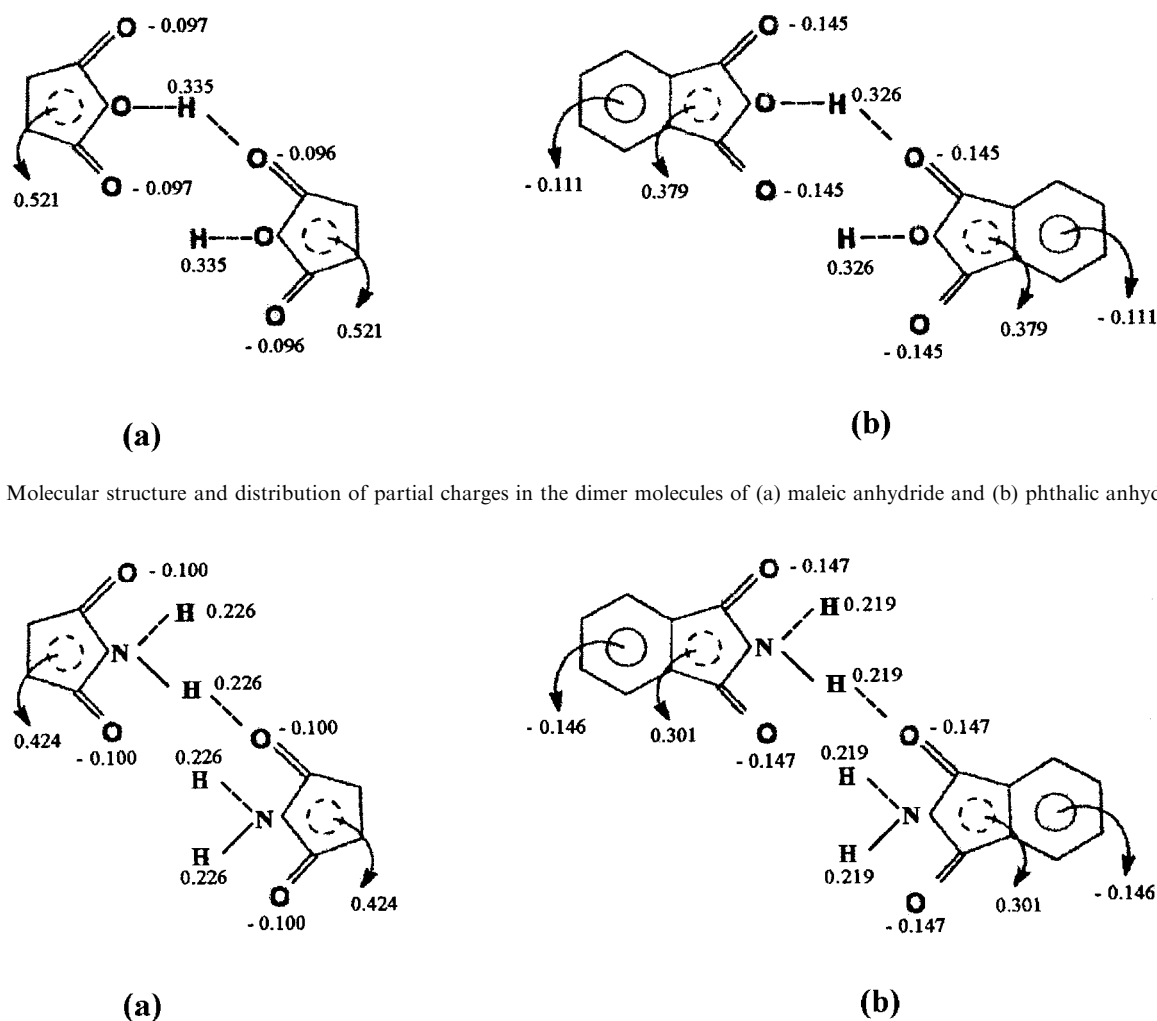 O - 0.097
0.335
O H
O - 0.096
O - 0.097
0.521
H O
0.335
0.521
O
- 0.096
(a)
O - 0.145
O H 0.326
O - 0.145
- 0.111
0.379
O - 0.145
H O
0.326
0.379
- 0.111
O
- 0.145
(b)
Molecular structure and distribution of partial charges in the dimer molecules of (a) maleic anhydride and (b) phthalic
O - 0.100
H 0.226
N
H 0.226
0.424
O
- 0.100
O - 0.100
0.226
H
N
H
0.226
O
- 0.100
0.424
(a)
O - 0.147
H 0.219
N
H 0.219
- 0.146
0.301
O
- 0.147
O - 0.147
0.219
H
N
H
0.219
O
- 0.147
0.301
- 0.146
(b)